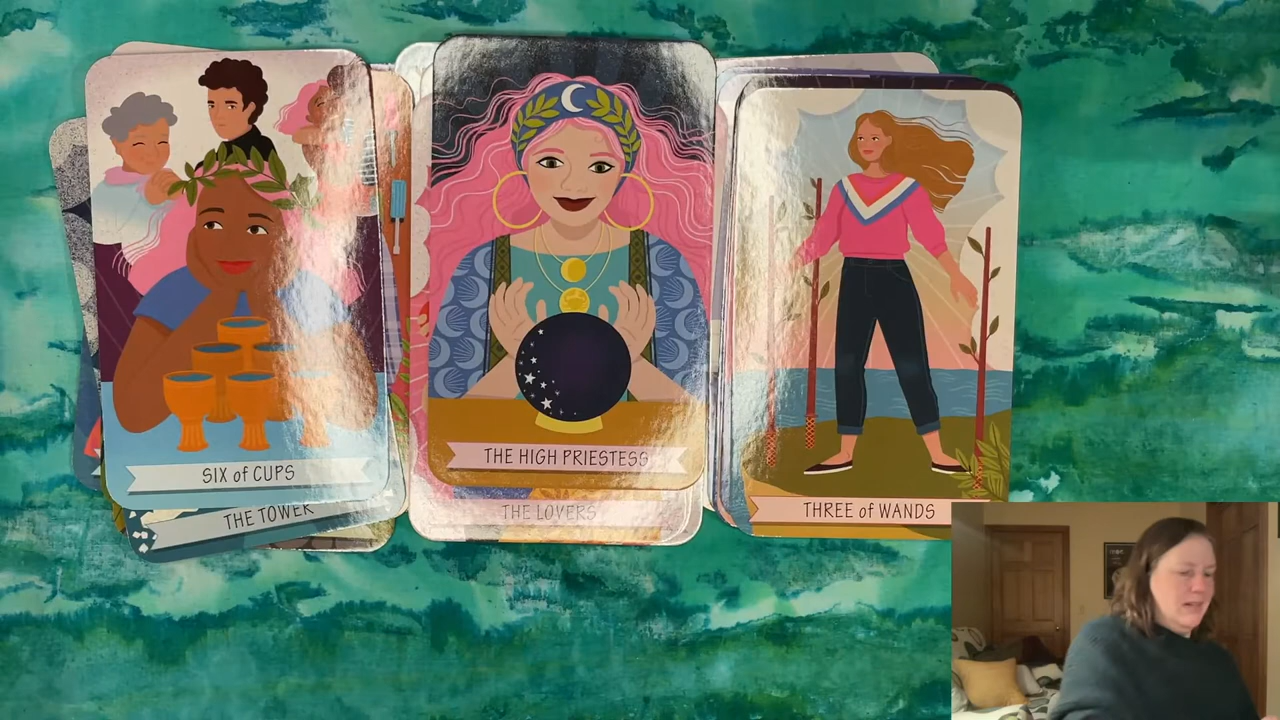 SIX of CUPS
THE TOWER
THE HIGH PRIESTESS
THE LOVERS
THREE of WANDS